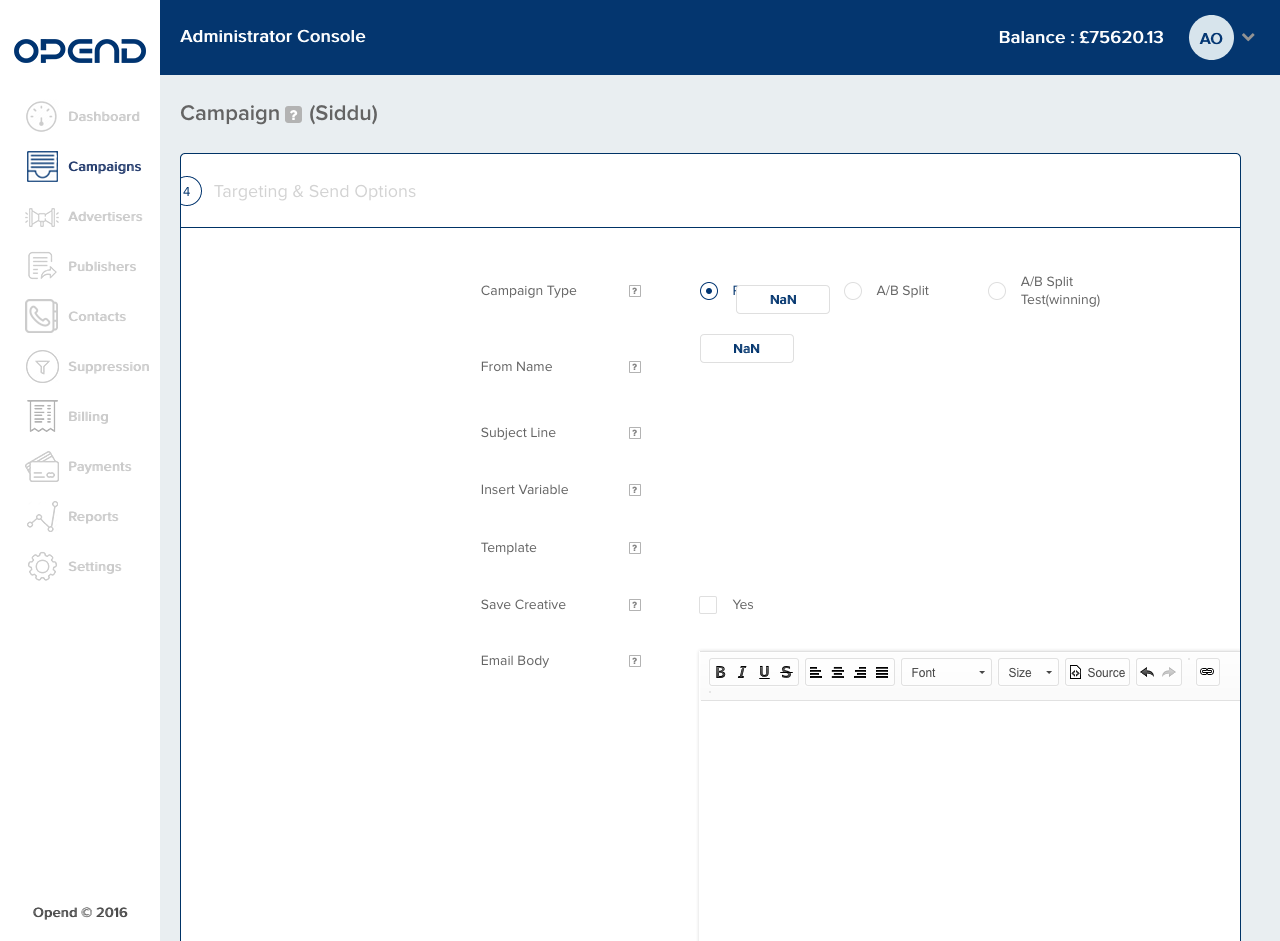 OPEND
Administrator Console
Balance : £75620.13
AO
Dashboard
Campaigns
Advertisers
Publishers
Contacts
Suppression
Billing
Payments
Reports
Settings
Opend © 2016
Campaign ? (Siddu)
4 Targeting & Send Options
Campaign Type ?
NaN
A/B Split
A/B Split
Test(winning)
NaN
From Name ?
Subject Line ?
Insert Variable ?
Template ?
Save Creative ? Yes
Email Body ?
B I U S Font Size Source